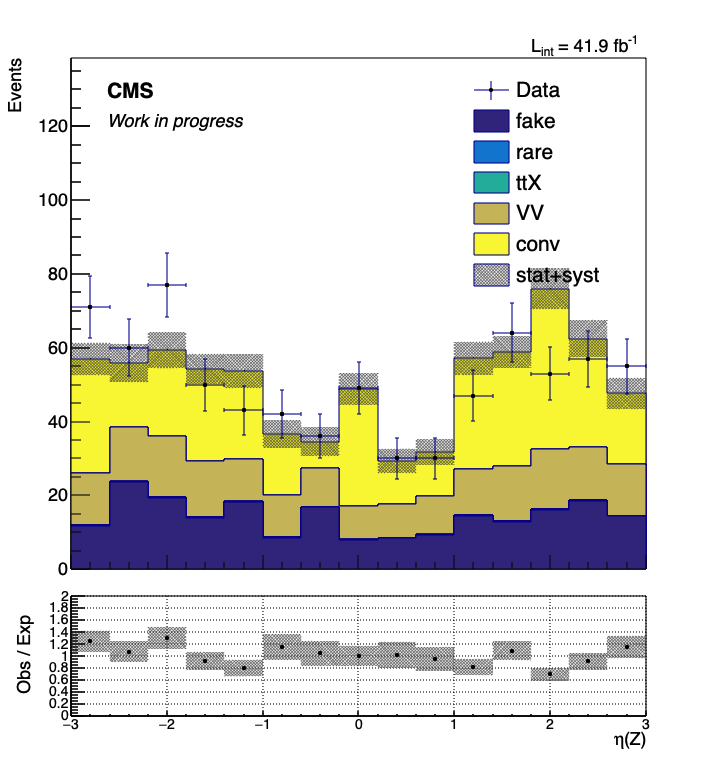 L_int = 41.9 fb^-1
Events
CMS
Work in progress
Data
fake
rare
ttX
VV
conv
stat+syst
120
100
80
60
40
20
0
Obs / Exp
2
1.8
1.6
1.4
1.2
1
0.8
0.6
0.4
0.2
0
−3 −2 −1 0 1 2 3
η(Z)